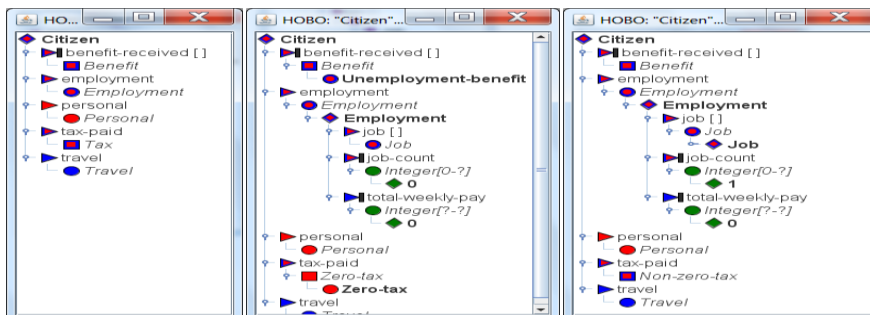 HO...
Citizen
benefit-received [ ]
Benefit
employment
Employment
personal
Personal
tax-paid
Tax
travel
Travel
HOBO: "Citizen"...
Citizen
benefit-received [ ]
Benefit
Unemployment-benefit
employment
Employment
Employment
job [ ]
Job
job-count
Integer[0-?]
0
total-weekly-pay
Integer[?-?]
0
personal
Personal
tax-paid
Zero-tax
Zero-tax
travel
Travel
HOBO: "Citizen"...
Citizen
benefit-received [ ]
Benefit
employment
Employment
Employment
job [ ]
Job
Job
job-count
Integer[0-?]
1
total-weekly-pay
Integer[?-?]
0
personal
Personal
tax-paid
Non-zero-tax
travel
Travel